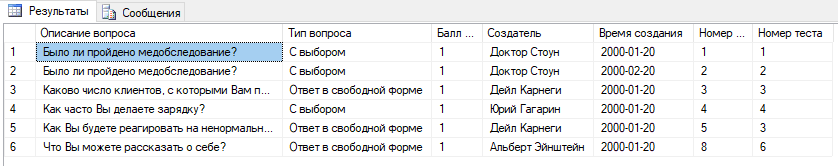 Результаты Сообщения
Описание вопроса Тип вопроса Балл ... Создатель Время создания Номер ... Номер теста
1 Было ли пройдено медобследование? С выбором 1 Доктор Стоун 2000-01-20 1 1
2 Было ли пройдено медобследование? С выбором 1 Доктор Стоун 2000-02-20 2 2
3 Каково число клиентов, с которыми Вам п... Ответ в свободной форме 1 Дейл Карнеги 2000-01-20 3 3
4 Как часто Вы делаете зарядку? С выбором 1 Юрий Гагарин 2000-01-20 4 4
5 Как Вы будете реагировать на ненормальн... Ответ в свободной форме 1 Дейл Карнеги 2000-01-20 5 3
6 Что Вы можете рассказать о себе? Ответ в свободной форме 1 Альберт Эйнштейн 2000-01-20 8 6